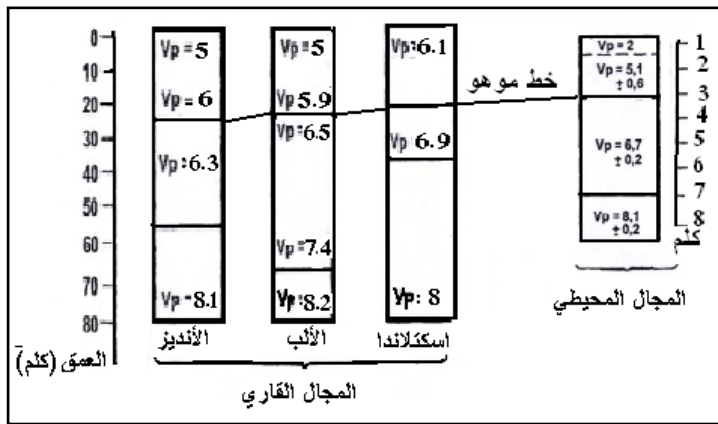 0
10
20
30
40
50
60
70
80
العمق (كلم)
Vp = 5
Vp = 6
Vp : 6.3
Vp -8.1
الأنديز
Vp = 5
Vp 5.9
Vp =6.5
Vp =7.4
Vp =8.2
الألب
Vp:6.1
Vp 6.9
Vp: 8
اسكتلاندا
المجال القاري
خط موهو
Vp = 2
Vp = 5,1
± 0,6
Vp = 6,7
± 0,2
Vp = 8,1
± 0,2
1
2
3
4
5
6
7
8
كلم
المجال المحيطي